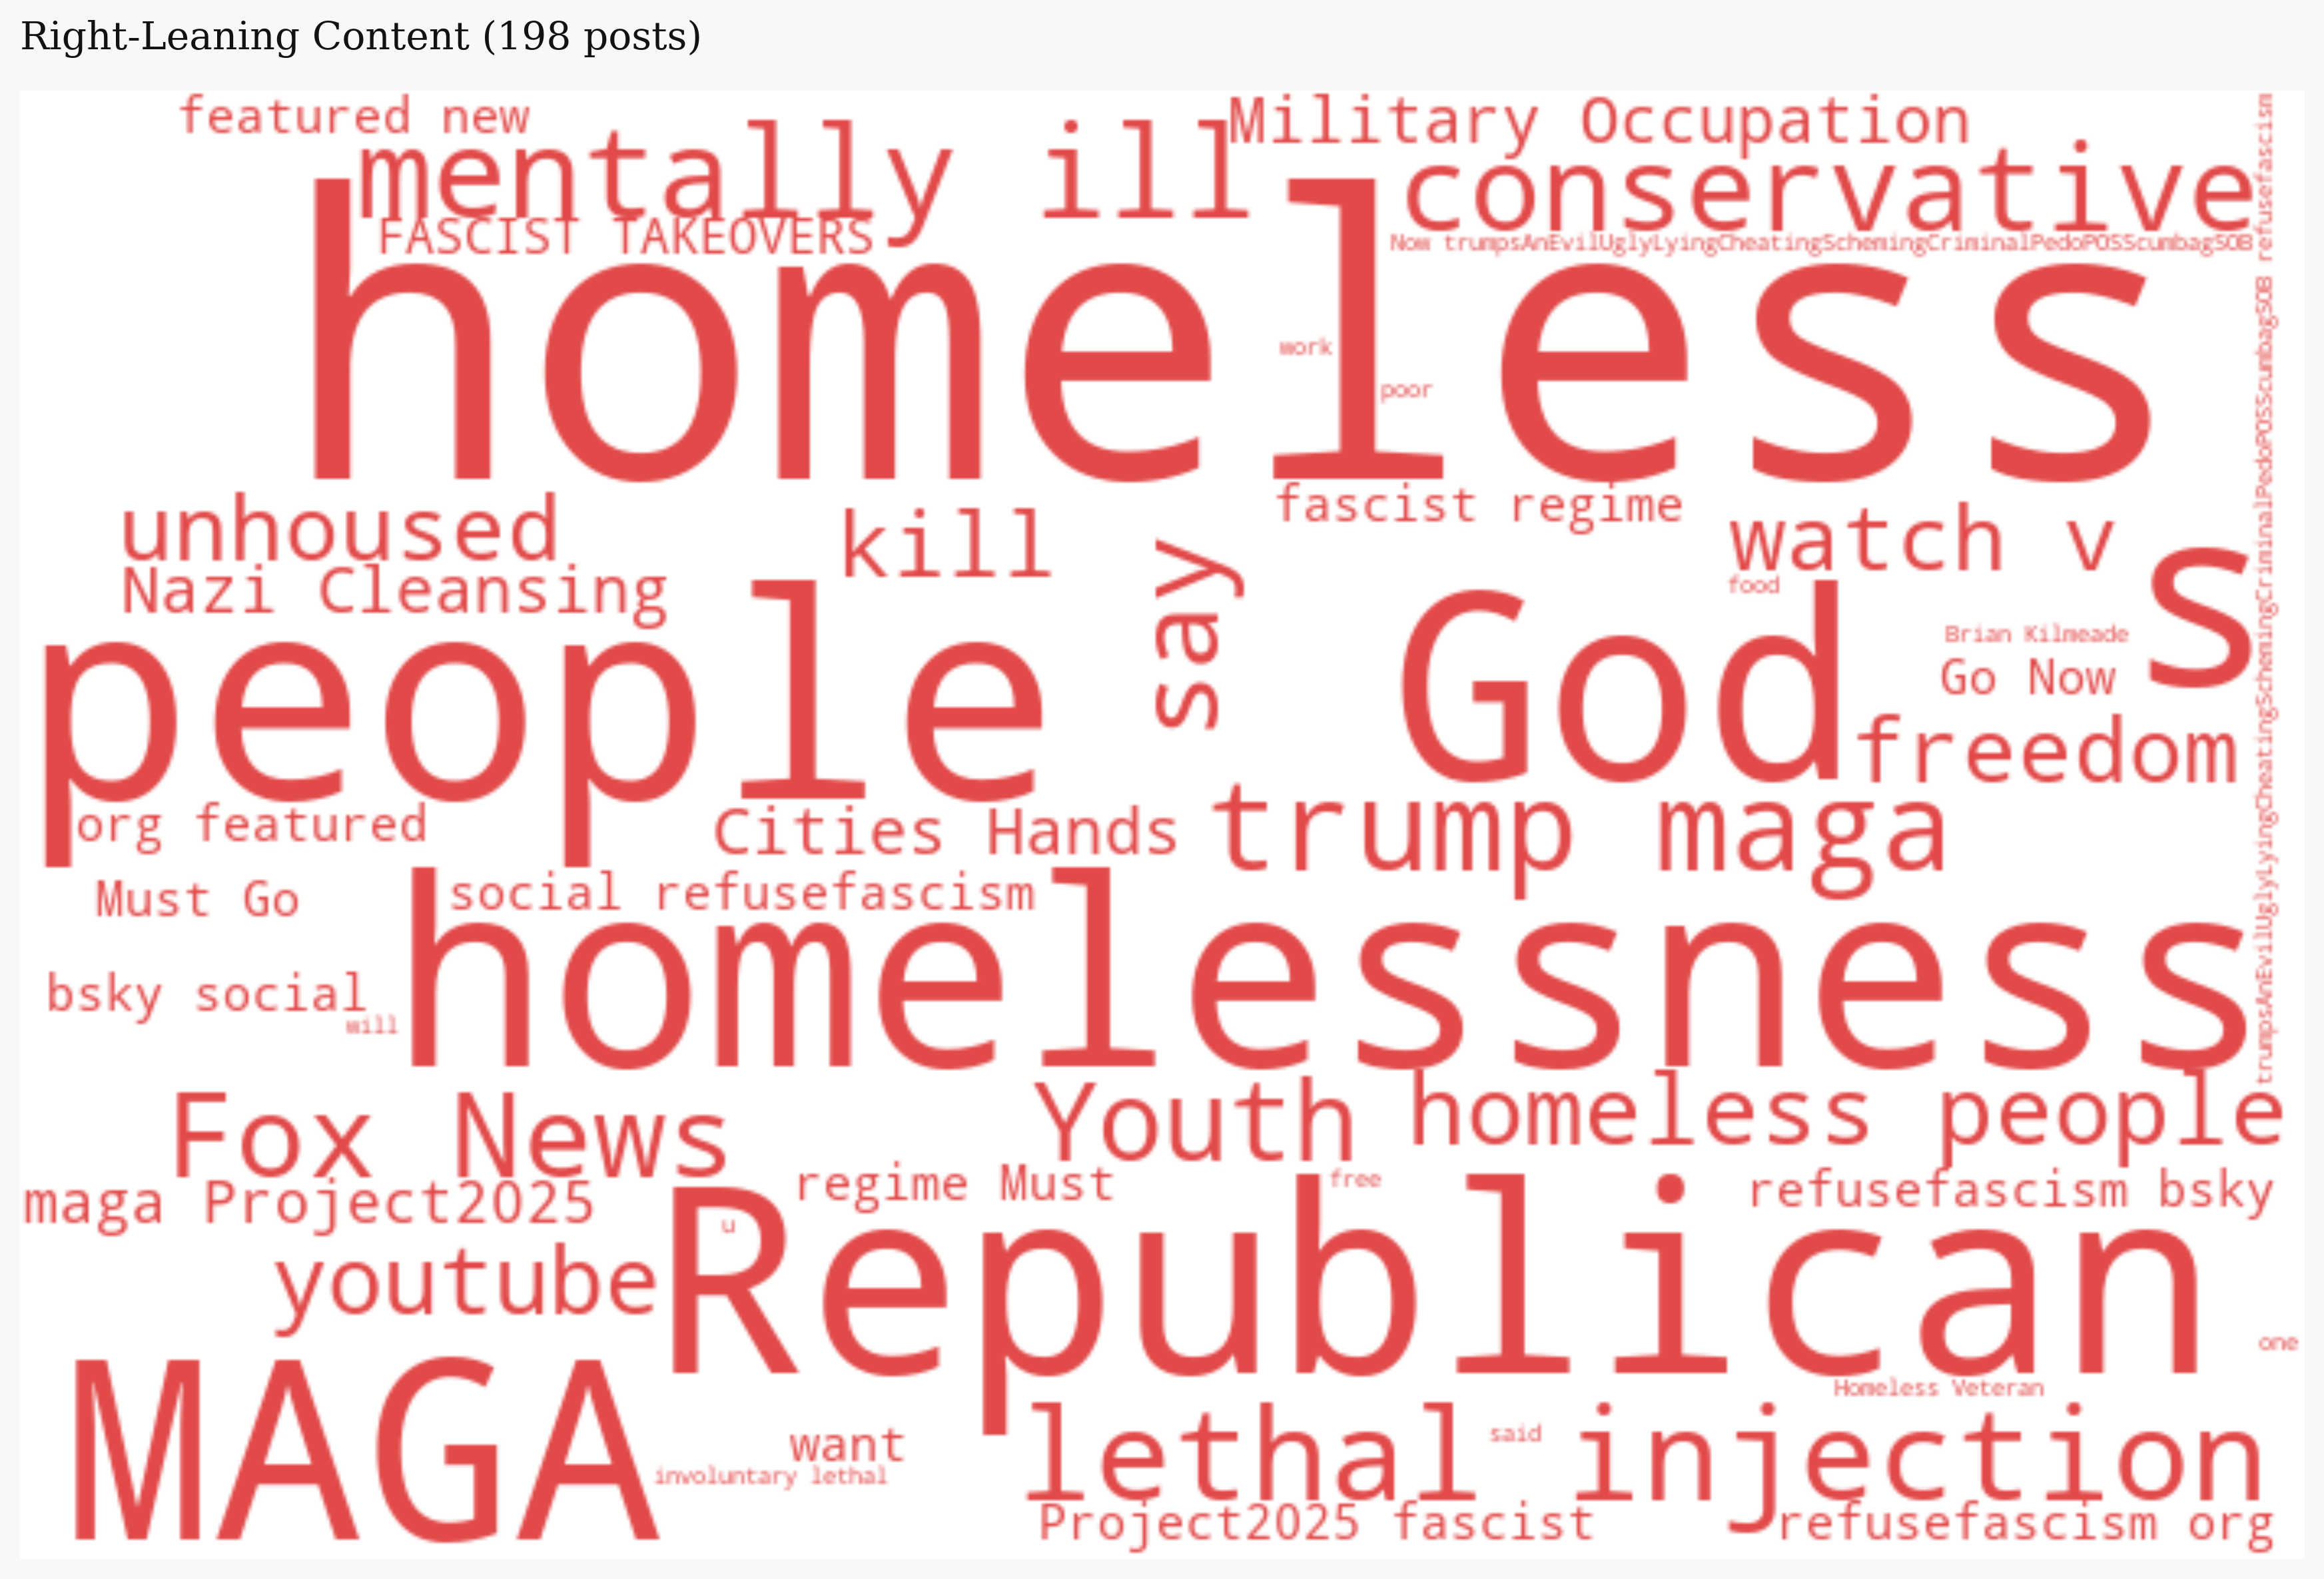 Right-Leaning Content (198 posts)
featured new
Military Occupation
mentally ill
conservative
FASCIST TAKEOVERS
Now trumpsAnEvilUglyLyingCheatingSchemingCriminalPedoPOSScumbagSOB
homeless
work
poor
trumpsAnEvilUglyLyingCheatingSchemingCriminalPedoPOSScumbagSOB refusefascism
unhoused
kill
fascist regime
watch v
Nazi Cleansing
say
food
s
people
God
Brian Kilmeade
Go Now
freedom
org featured
Cities Hands
trump maga
Must Go
social refusefascism
homelessness
bsky social
will
Fox News
Youth
homeless people
maga Project2025
regime Must
free
refusefascism bsky
u
youtube
Republican
one
MAGA
Homeless Veteran
want
lethal injection
said
involuntary lethal
Project2025 fascist
refusefascism org